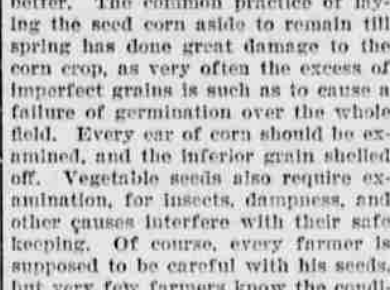 better. The common practice of lay-
ing the seed corn aside to remain till
spring has done great damage to the
corn crop, as very often the excess of
imperfect grains is such as to cause a
failure of germination over the whole
field. Every ear of corn should be ex-
amined, and the inferior grain shelled
off. Vegetable seeds also require ex-
amination, for insects, dampness, and
other causes interfere with their safe
keeping. Of course, every farmer is
supposed to be careful with his seeds,
but very few farmers know the condi-